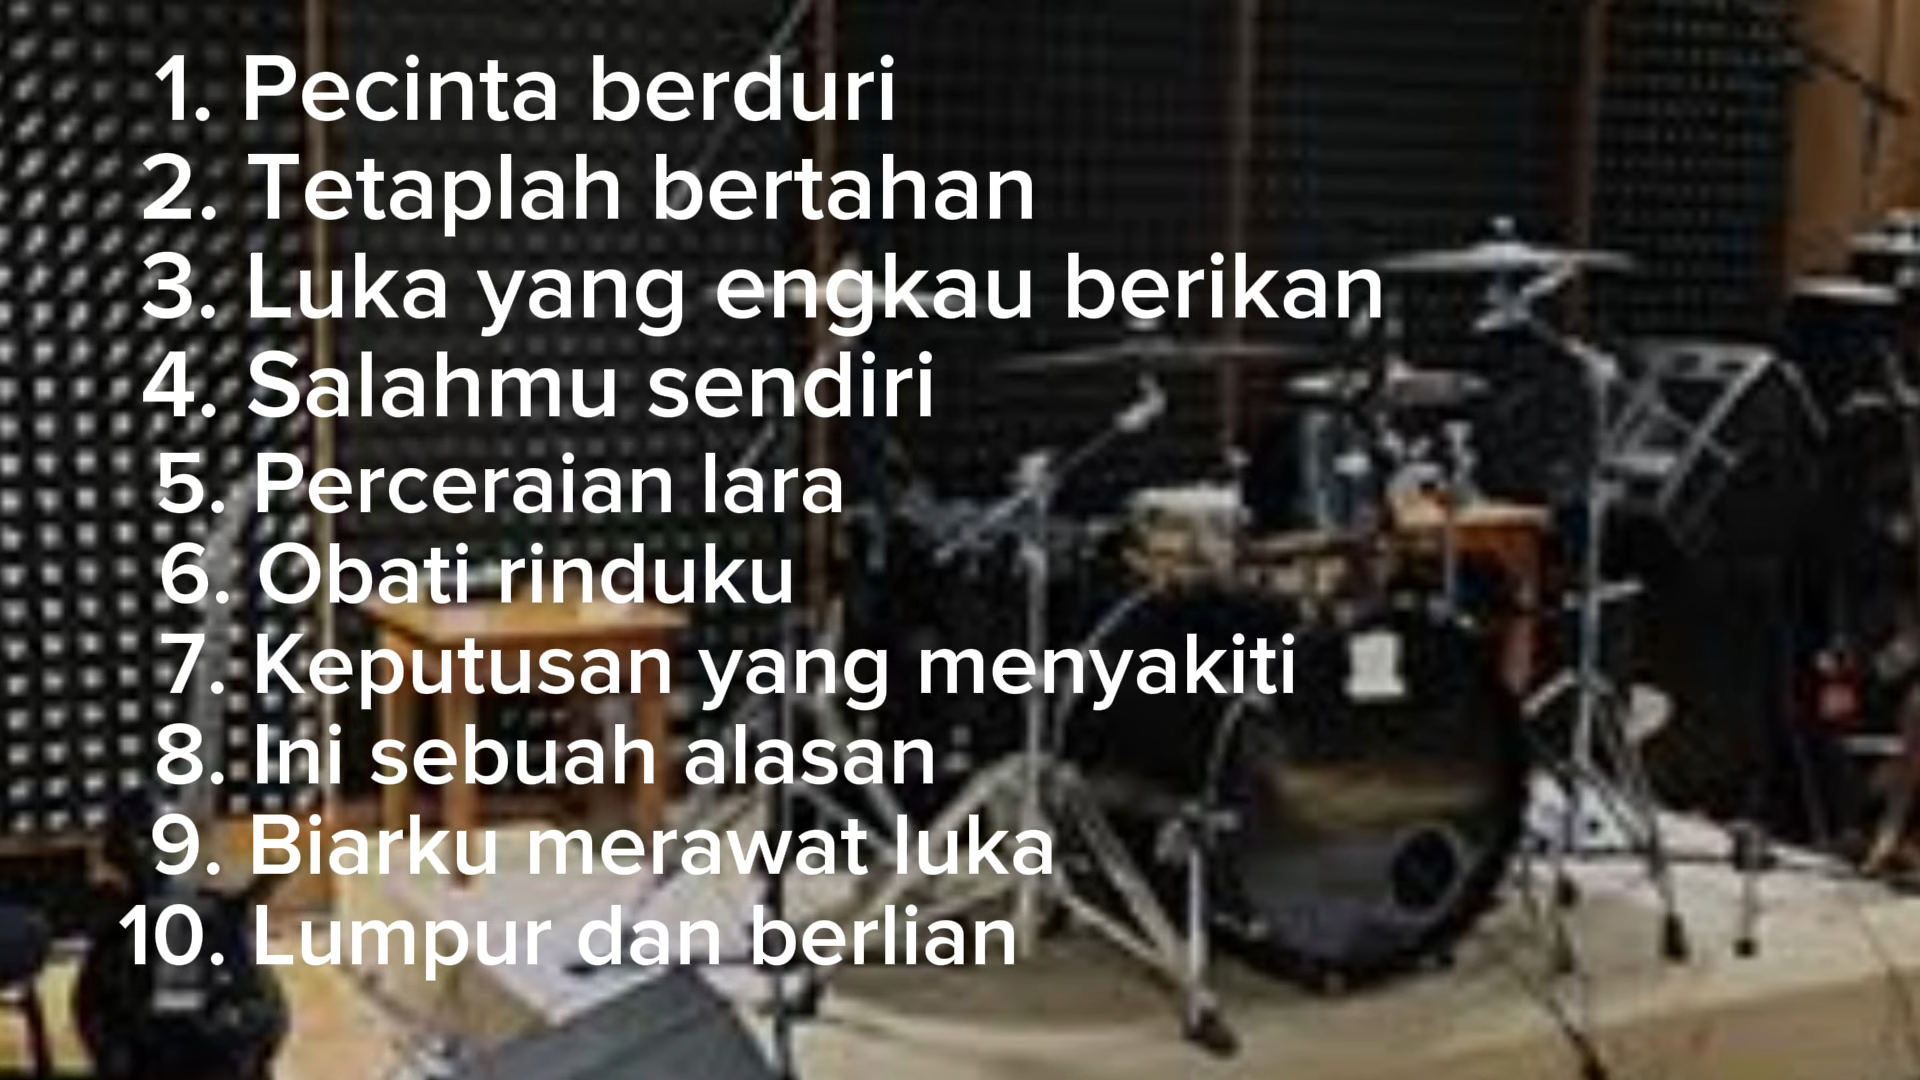 1. Pecinta berduri
2. Tetaplah bertahan
3. Luka yang engkau berikan
4. Salahmu sendiri
5. Perceraian lara
6. Obati rinduku
7. Keputusan yang menyakiti
8. Ini sebuah alasan
9. Biarku merawat luka
10. Lumpur dan berlian